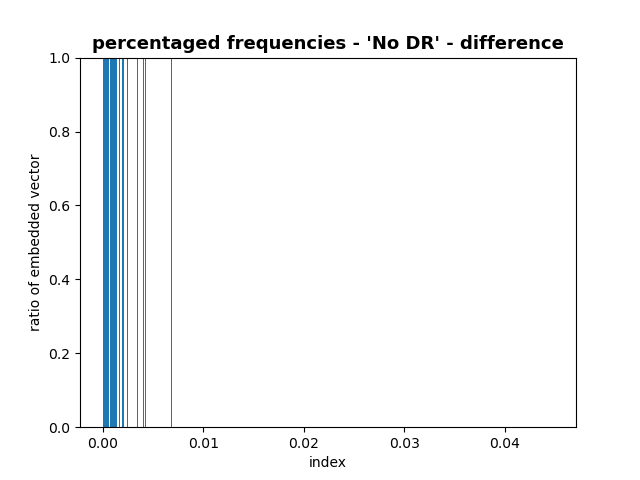 percentaged frequencies - 'No DR' - difference
1.0
0.8
0.6
0.4
0.2
0.0
ratio of embedded vector
0.00 0.01 0.02 0.03 0.04
index